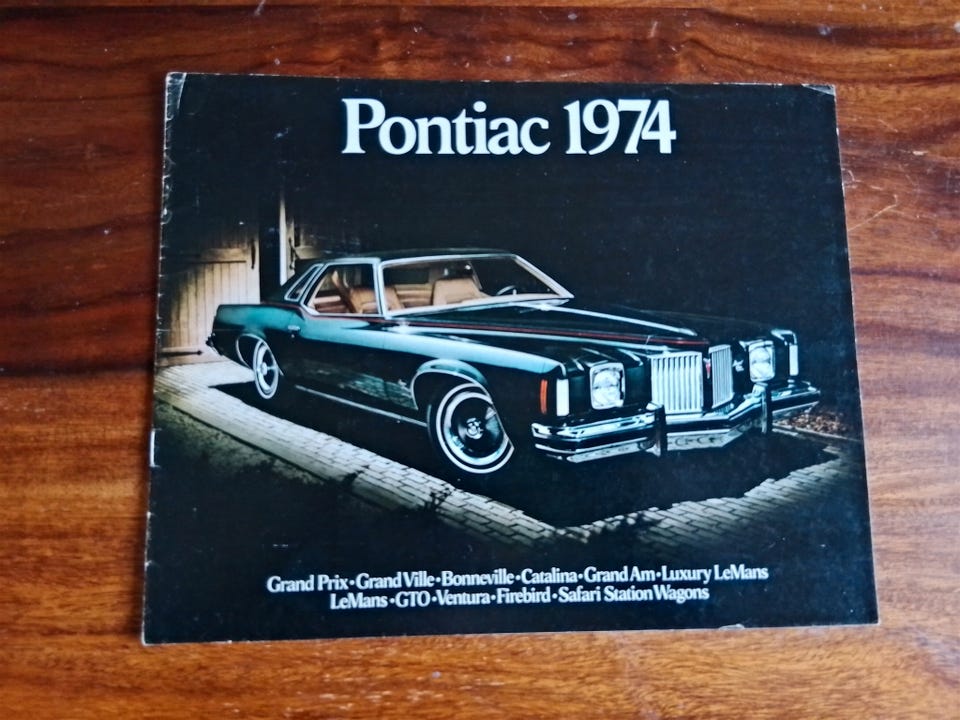 Pontiac 1974
Grand Prix•Grand Ville•Bonneville•Catalina•Grand Am•Luxury LeMans
LeMans•GTO•Ventura•Firebird•Safari Station Wagons